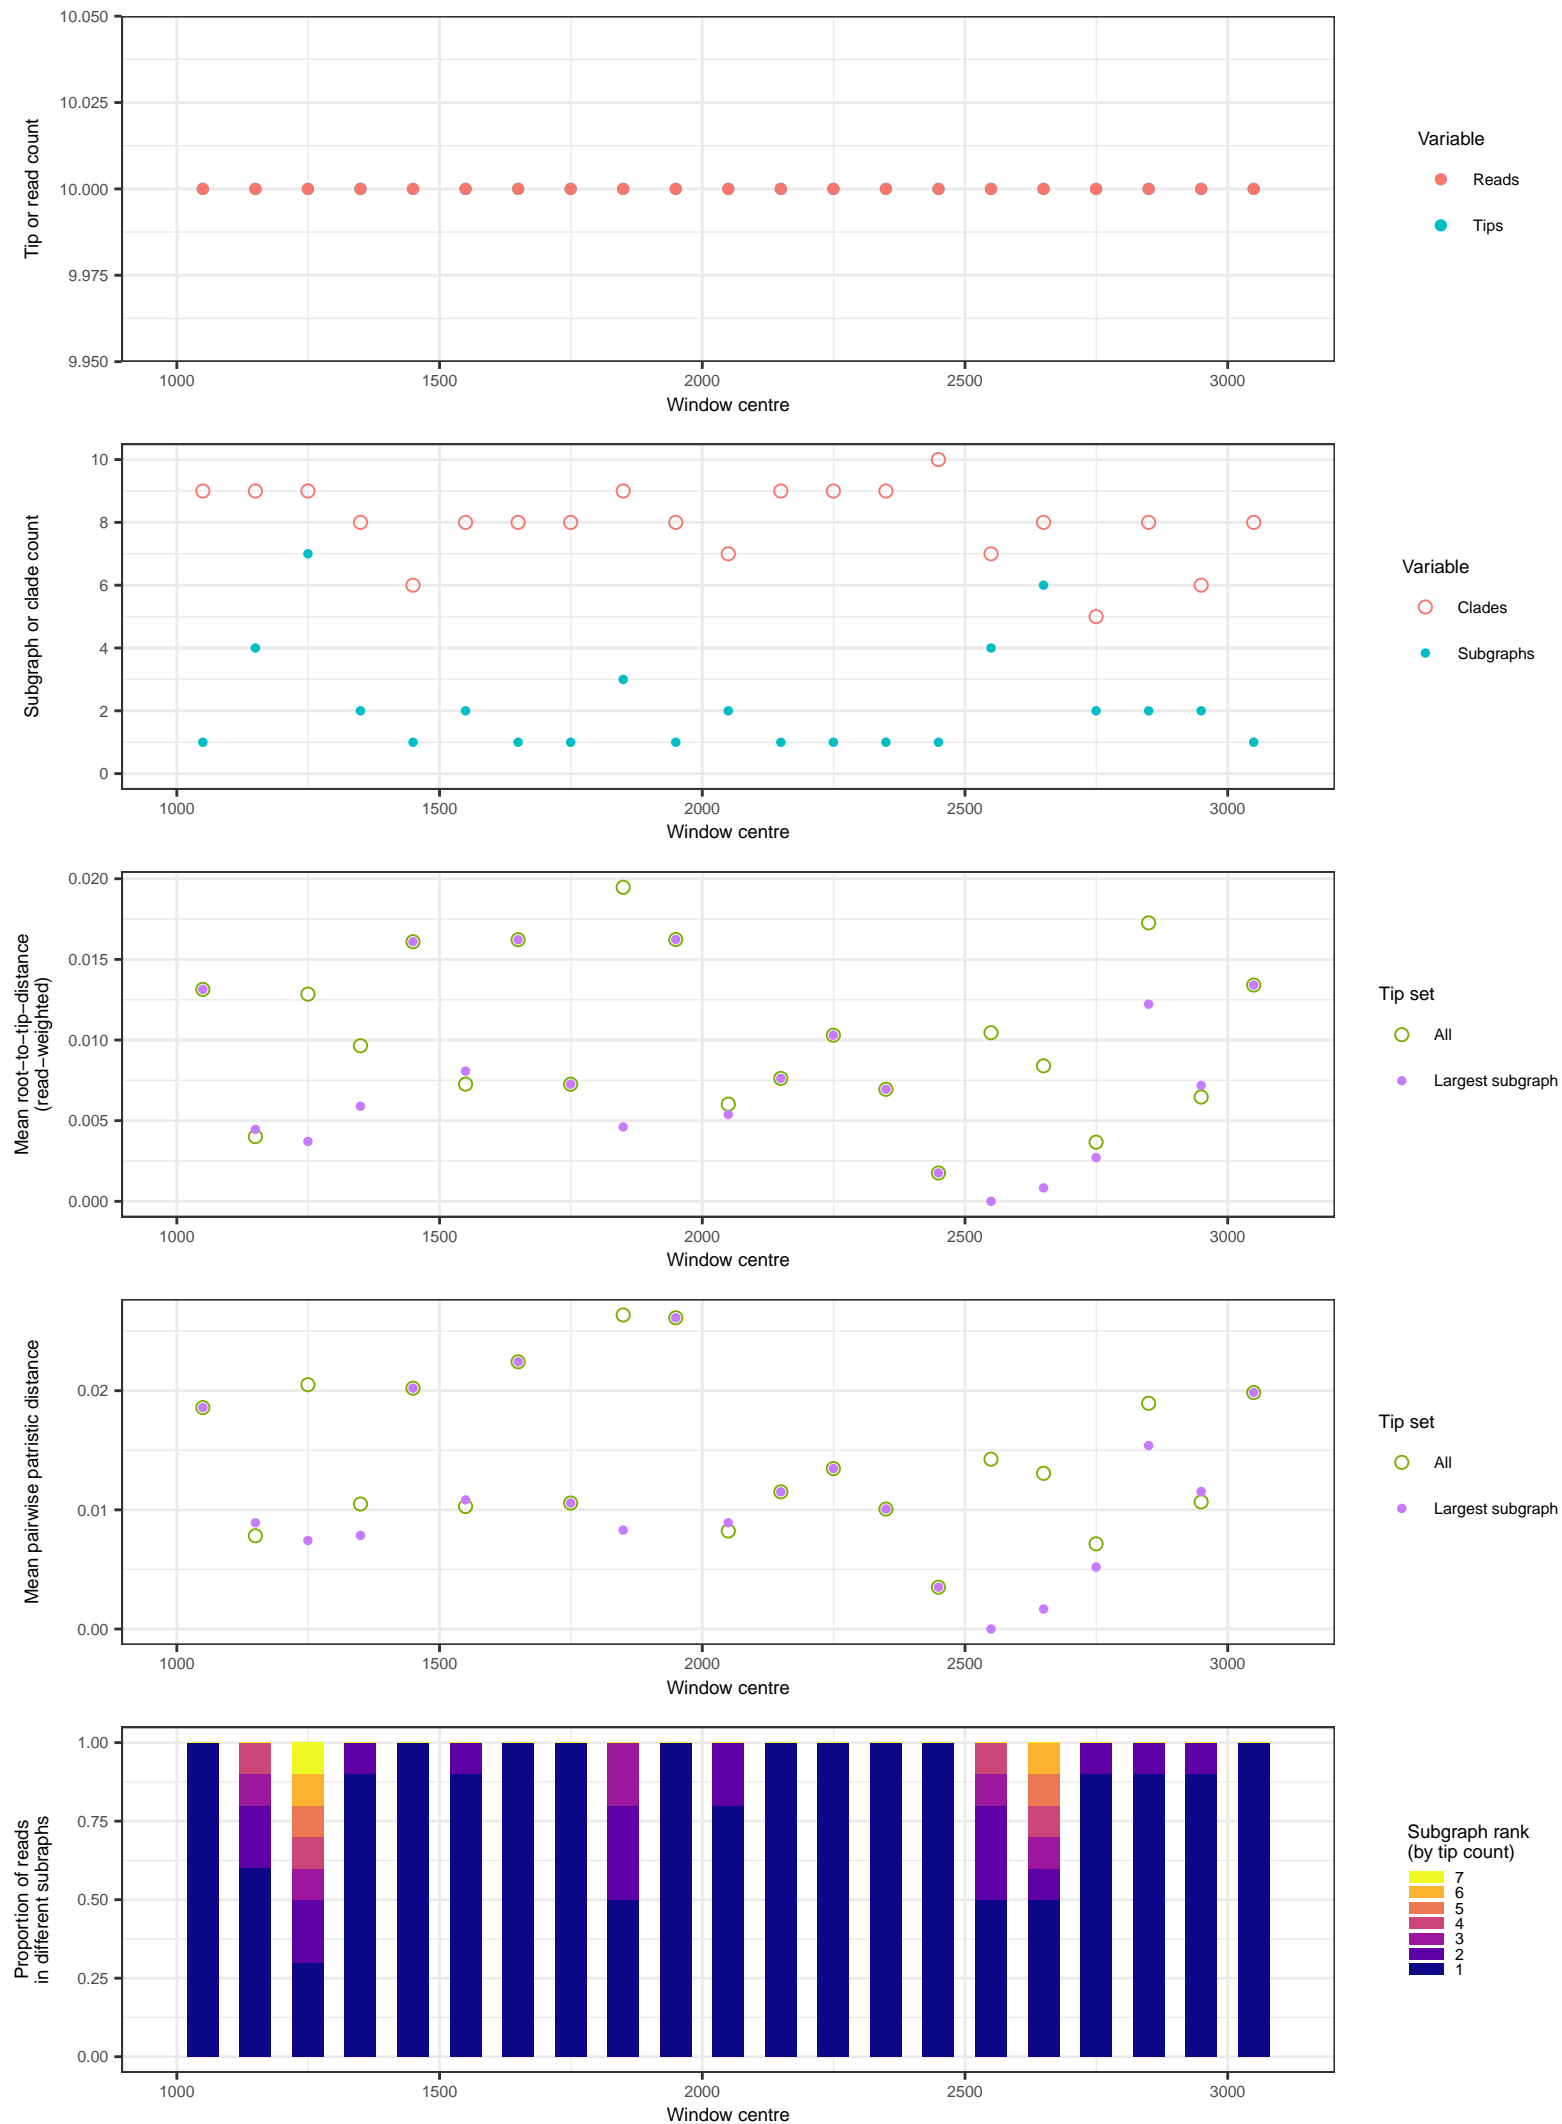 10.050
10.025
10.000
9.975
9.950
Tip or read count
1000 1500 2000 2500 3000
Window centre
Variable
Reads
Tips
10
8
6
4
2
0
Subgraph or clade count
1000 1500 2000 2500 3000
Window centre
Variable
Clades
Subgraphs
0.020
0.015
0.010
0.005
0.000
Mean root−to−tip−distance
(read−weighted)
1000 1500 2000 2500 3000
Window centre
Tip set
All
Largest subgraph
0.02
0.01
0.00
Mean pairwise patristic distance
1000 1500 2000 2500 3000
Window centre
Tip set
All
Largest subgraph
1.00
0.75
0.50
0.25
0.00
Proportion of reads
in different subraphs
1000 1500 2000 2500 3000
Window centre
Subgraph rank
(by tip count)
7
6
5
4
3
2
1